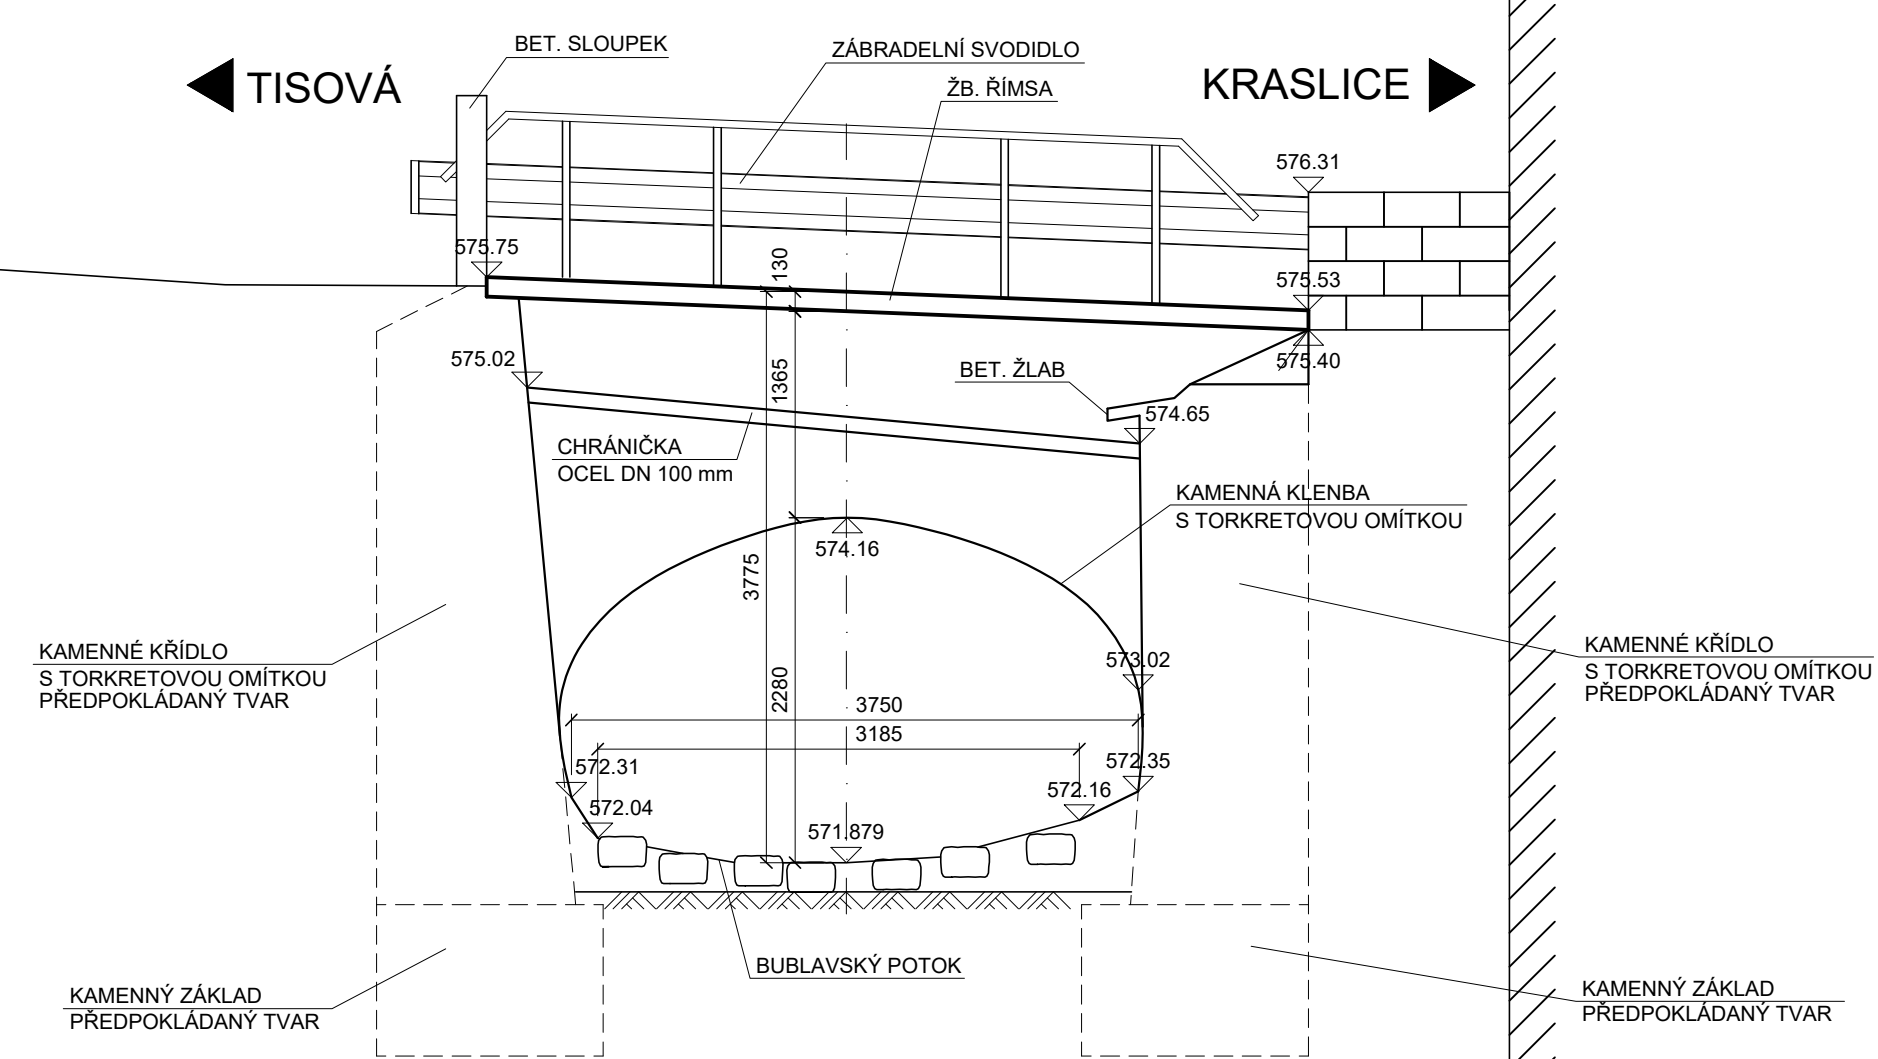 BET. SLOUPEK
ZÁBRADELNÍ SVODIDLO
TISOVÁ
KRASLICE
ŽB. ŘÍMSA
576.31
575.75
130
575.53
575.02
1365
BET. ŽLAB
575.40
574.65
CHRÁNIČKA
OCEL DN 100 mm
KAMENNÁ KLENBA
S TORKRETOVOU OMÍTKOU
574.16
3775
KAMENNÉ KŘÍDLO
S TORKRETOVOU OMÍTKOU
PŘEDPOKLÁDANÝ TVAR
573.02
KAMENNÉ KŘÍDLO
S TORKRETOVOU OMÍTKOU
PŘEDPOKLÁDANÝ TVAR
2280
3750
3185
572.31
572.35
572.04
572.16
571.879
BUBLAVSKÝ POTOK
KAMENNÝ ZÁKLAD
PŘEDPOKLÁDANÝ TVAR
KAMENNÝ ZÁKLAD
PŘEDPOKLÁDANÝ TVAR